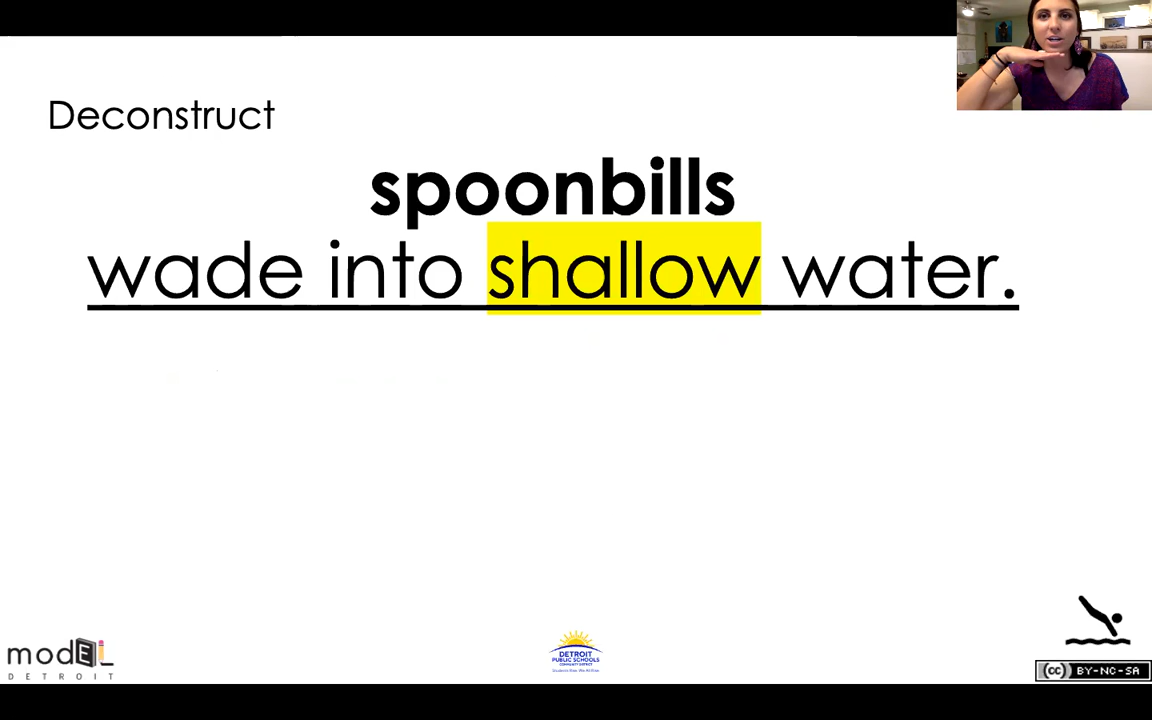 Deconstruct
spoonbills
wade into shallow water.
modEL
DETROIT
DETROIT
PUBLIC SCHOOLS
COMMUNITY DISTRICT
cc BY-NC-SA